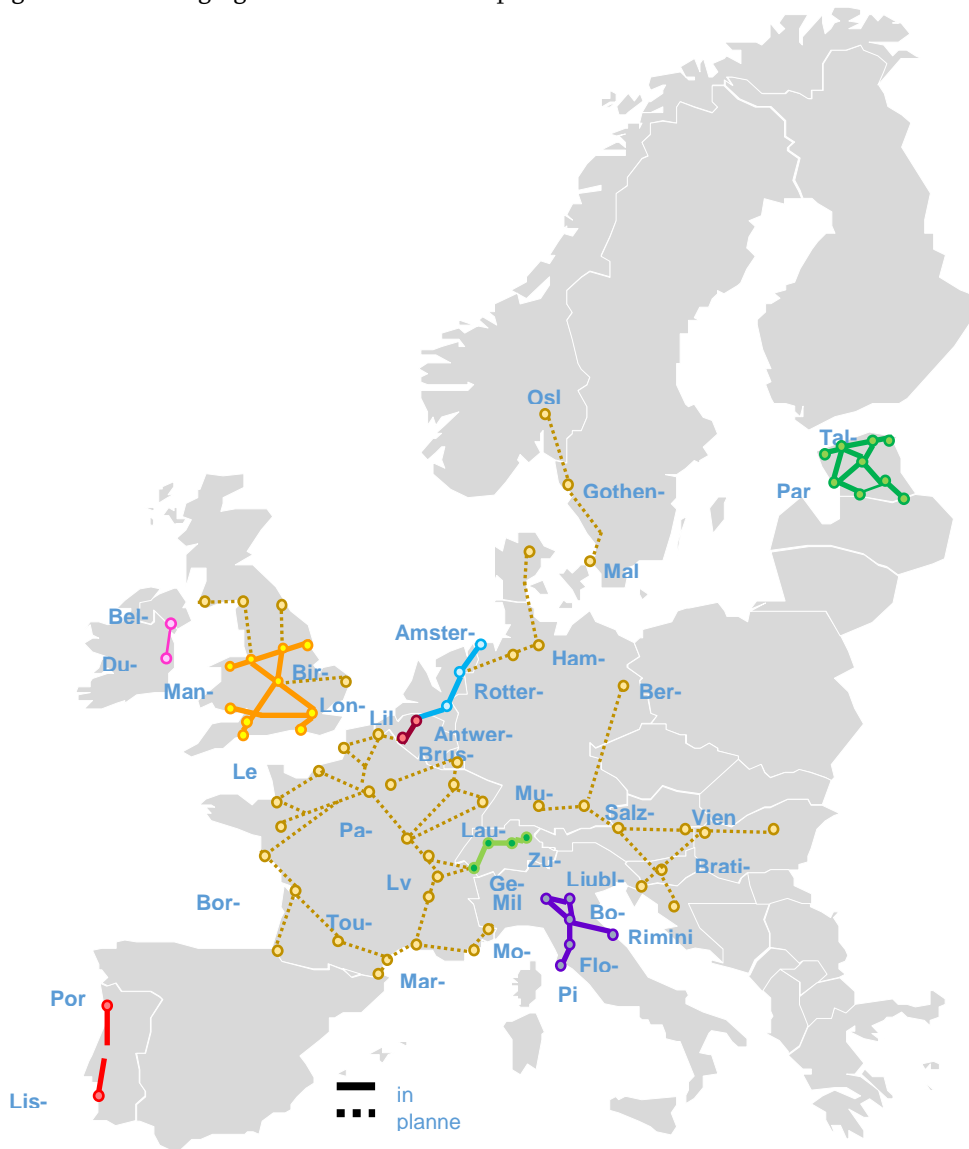 Osl
Tal-
Par
Gothen-
Mal
Bel-
Amster-
Du-
Ham-
Man-
Bir-
Rotter-
Ber-
Lon-
Lil
Antwer-
Brus-
Le
Mu-
Salz-
Vien
Pa-
Lau-
Zu-
Brati-
Lv
Ge-
Liubl-
Mil
Bor-
Bo-
Tou-
Rimini
Mo-
Flo-
Mar-
Pi
Por
Lis-
in
planne